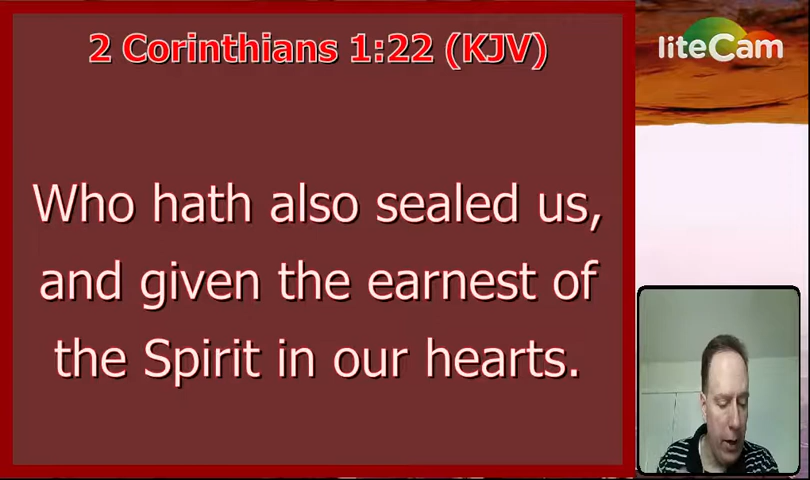 2 Corinthians 1:22 (KJV)
liteCam
Who hath also sealed us,
and given the earnest of
the Spirit in our hearts.